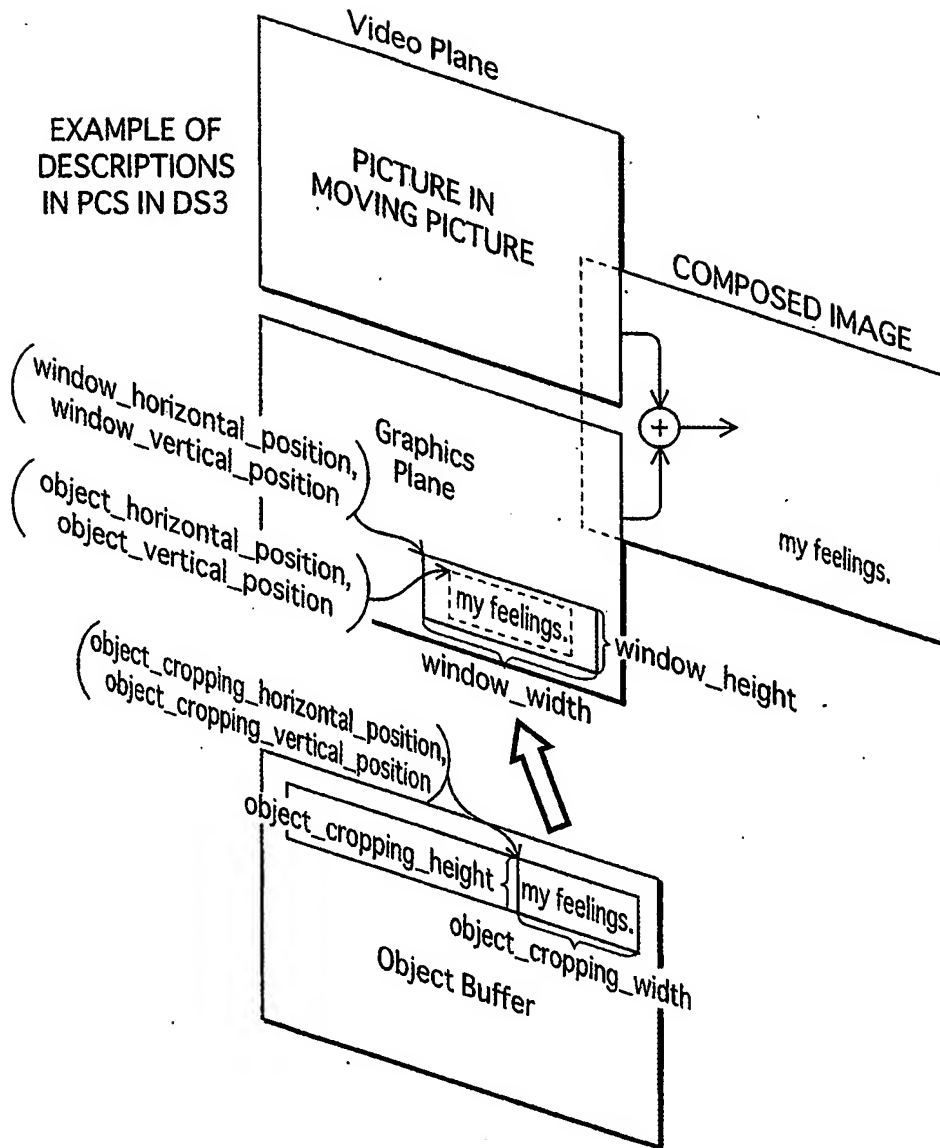 Video Plane
EXAMPLE OF
DESCRIPTIONS
IN PCS IN DS3
PICTURE IN
MOVING PICTURE
COMPOSED IMAGE
(window_horizontal_position,
window_vertical_position)
Graphics
Plane
(object_horizontal_position,
object_vertical_position)
+
my feelings.
my feelings.
window_height
window_width
(object_cropping_horizontal_position,
object_cropping_vertical_position)
object_cropping_height
my feelings.
object_cropping_width
Object Buffer